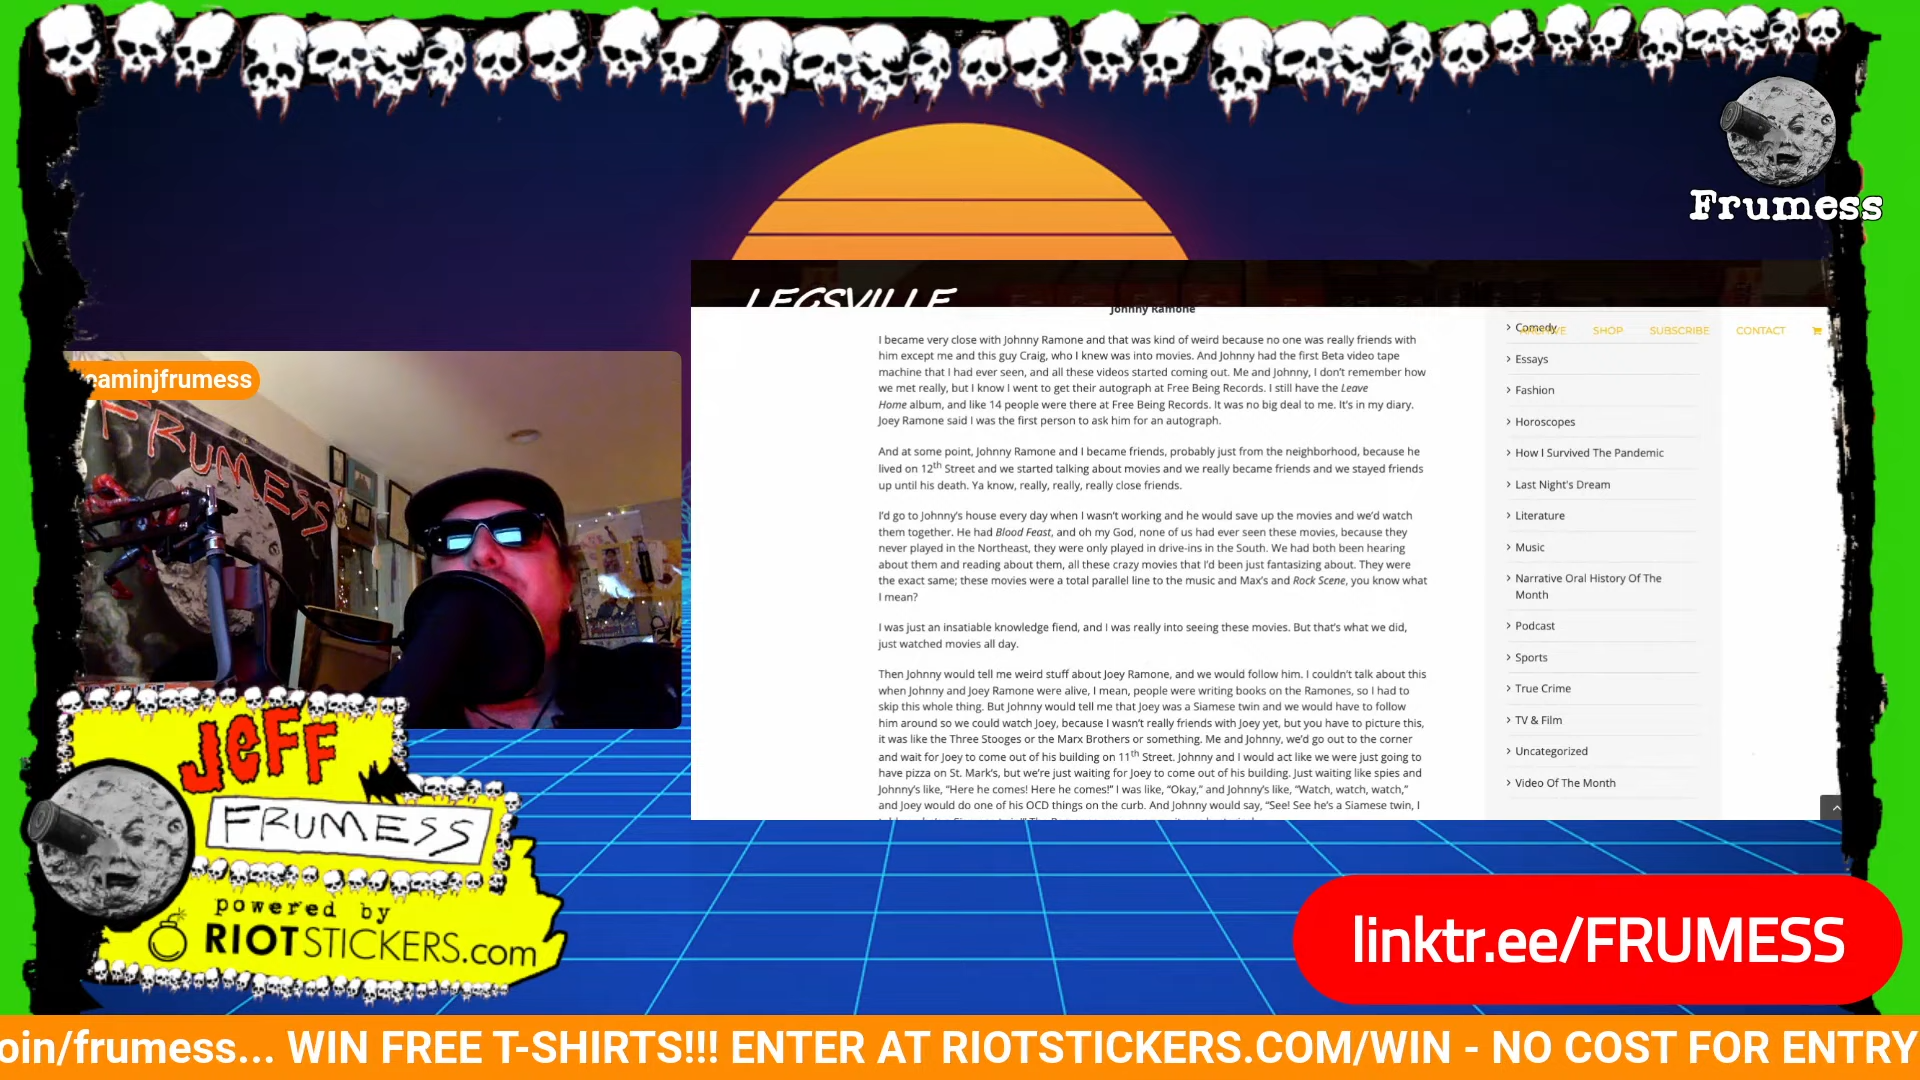 Frumess
LEGSVILLE
Johnny Ramone
I became very close with Johnny Ramone and that was kind of weird because no one was really friends with
him except me and this guy Craig, who I knew was into movies. And Johnny had the first Beta video tape
machine that I had ever seen, and all these videos started coming out. Me and Johnny, I don't remember how
we met really, but I know I went to get their autograph at Free Being Records. I still have the Leave
Home album, and like 14 people were there at Free Being Records. It was no big deal to me. It's in my diary.
Joey Ramone said I was the first person to ask him for an autograph.
And at some point, Johnny Ramone and I became friends, probably just from the neighborhood, because he
lived on 12th Street and we started talking about movies and we really became friends and we stayed friends
up until his death. Ya know, really, really, really close friends.
I'd go to Johnny's house every day when I wasn't working and he would save up the movies and we'd watch
them together. He had Blood Feast, and oh my God, none of us had ever seen these movies, because they
never played in the Northeast, they were only played in drive-ins in the South. We had both been hearing
about them and reading about them, all these crazy movies that I'd been just fantasizing about. They were
the exact same; these movies were a total parallel line to the music and Max's and Rock Scene, you know what
I mean?
I was just an insatiable knowledge fiend, and I was really into seeing these movies. But that's what we did,
just watched movies all day.
Then Johnny would tell me weird stuff about Joey Ramone, and we would follow him. I couldn't talk about this
when Johnny and Joey Ramone were alive, I mean, people were writing books on the Ramones, so I had to
skip this whole thing. But Johnny would tell me that Joey was a Siamese twin and we would have to follow
him around so we could watch Joey, because I wasn't really friends with Joey yet, but you have to picture this,
it was like the Three Stooges or the Marx Brothers or something. Me and Johnny, we'd go out to the corner
and wait for Joey to come out of his building on 11th Street. Johnny and I would act like we were just going to
have pizza on St. Mark's, but we're just waiting for Joey to come out of his building. Just waiting like spies and
Johnny's like, "Here he comes! Here he comes!" I was like, "Okay," and Johnny's like, "Watch, watch, watch,"
and Joey would do one of his OCD things on the curb. And Johnny would say, "See! See he's a Siamese twin, I
SHOP SUBSCRIBE CONTACT
> Comedy
> Essays
> Fashion
> Horoscopes
> How I Survived The Pandemic
> Last Night's Dream
> Literature
> Music
> Narrative Oral History Of The
Month
> Podcast
> Sports
> True Crime
> TV & Film
> Uncategorized
> Video Of The Month
eaminjfrumess
FRUMESS
JeFF
FRUMESS
powered by
RIOTSTICKERS.com
linktr.ee/FRUMESS
oin/frumess... WIN FREE T-SHIRTS!!! ENTER AT RIOTSTICKERS.COM/WIN - NO COST FOR ENTRY